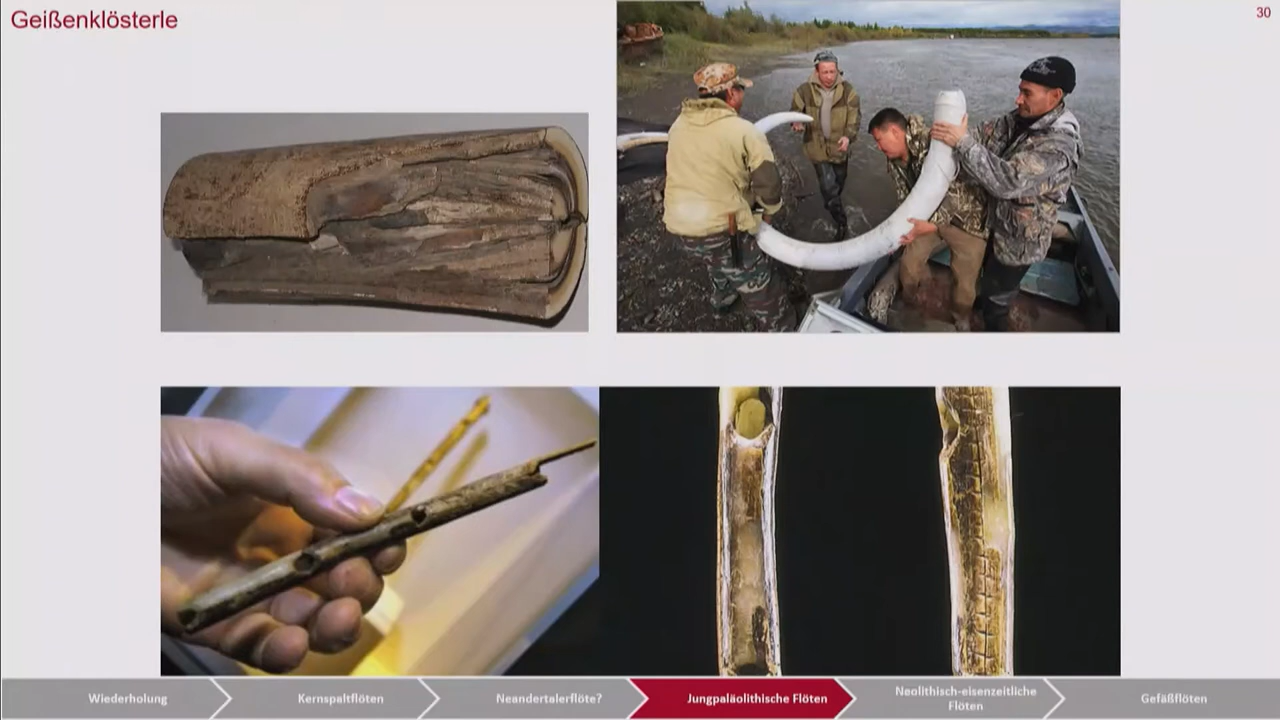 Geißenklösterle
30
Wiederholung
Kernspaltflöten
Neandertalerflöte?
Jungpaläolithische Flöten
Neolithisch-eisenzeitliche
Flöten
Gefäßflöten